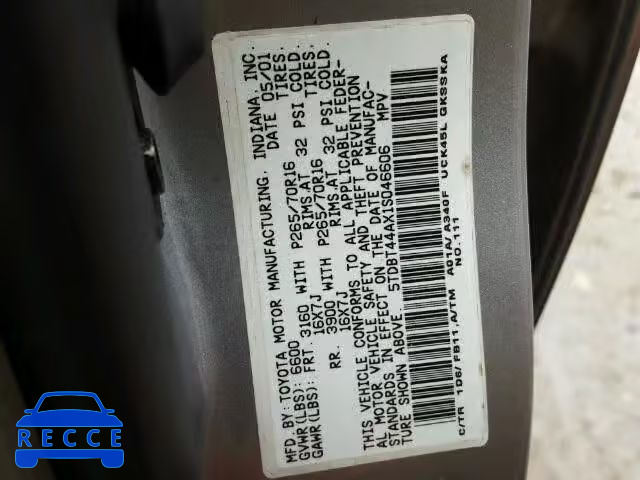 MFD. BY: TOYOTA MOTOR MANUFACTURING, INDIANA, INC.
GVWR(LBS): 6600 DATE 05/01
GAWR(LBS): FRT. 3160 WITH P265/70R16 TIRES,
16X7J RIMS,AT 32 PSI COLD.
RR. 3900 WITH P265/70R16 TIRES,
16X7J RIMS,AT 32 PSI COLD.
THIS VEHICLE CONFORMS TO ALL APPLICABLE FEDER-
AL MOTOR VEHICLE SAFETY AND THEFT PREVENTION
STANDARDS IN EFFECT ON THE DATE OF MANUFAC-
TURE SHOWN ABOVE. 5TDBT44AX1S046606 MPV
C/TR 1D6/FB11,A/TM A01A/A340F UCK45L GKSSKA
NO.111
RECCE